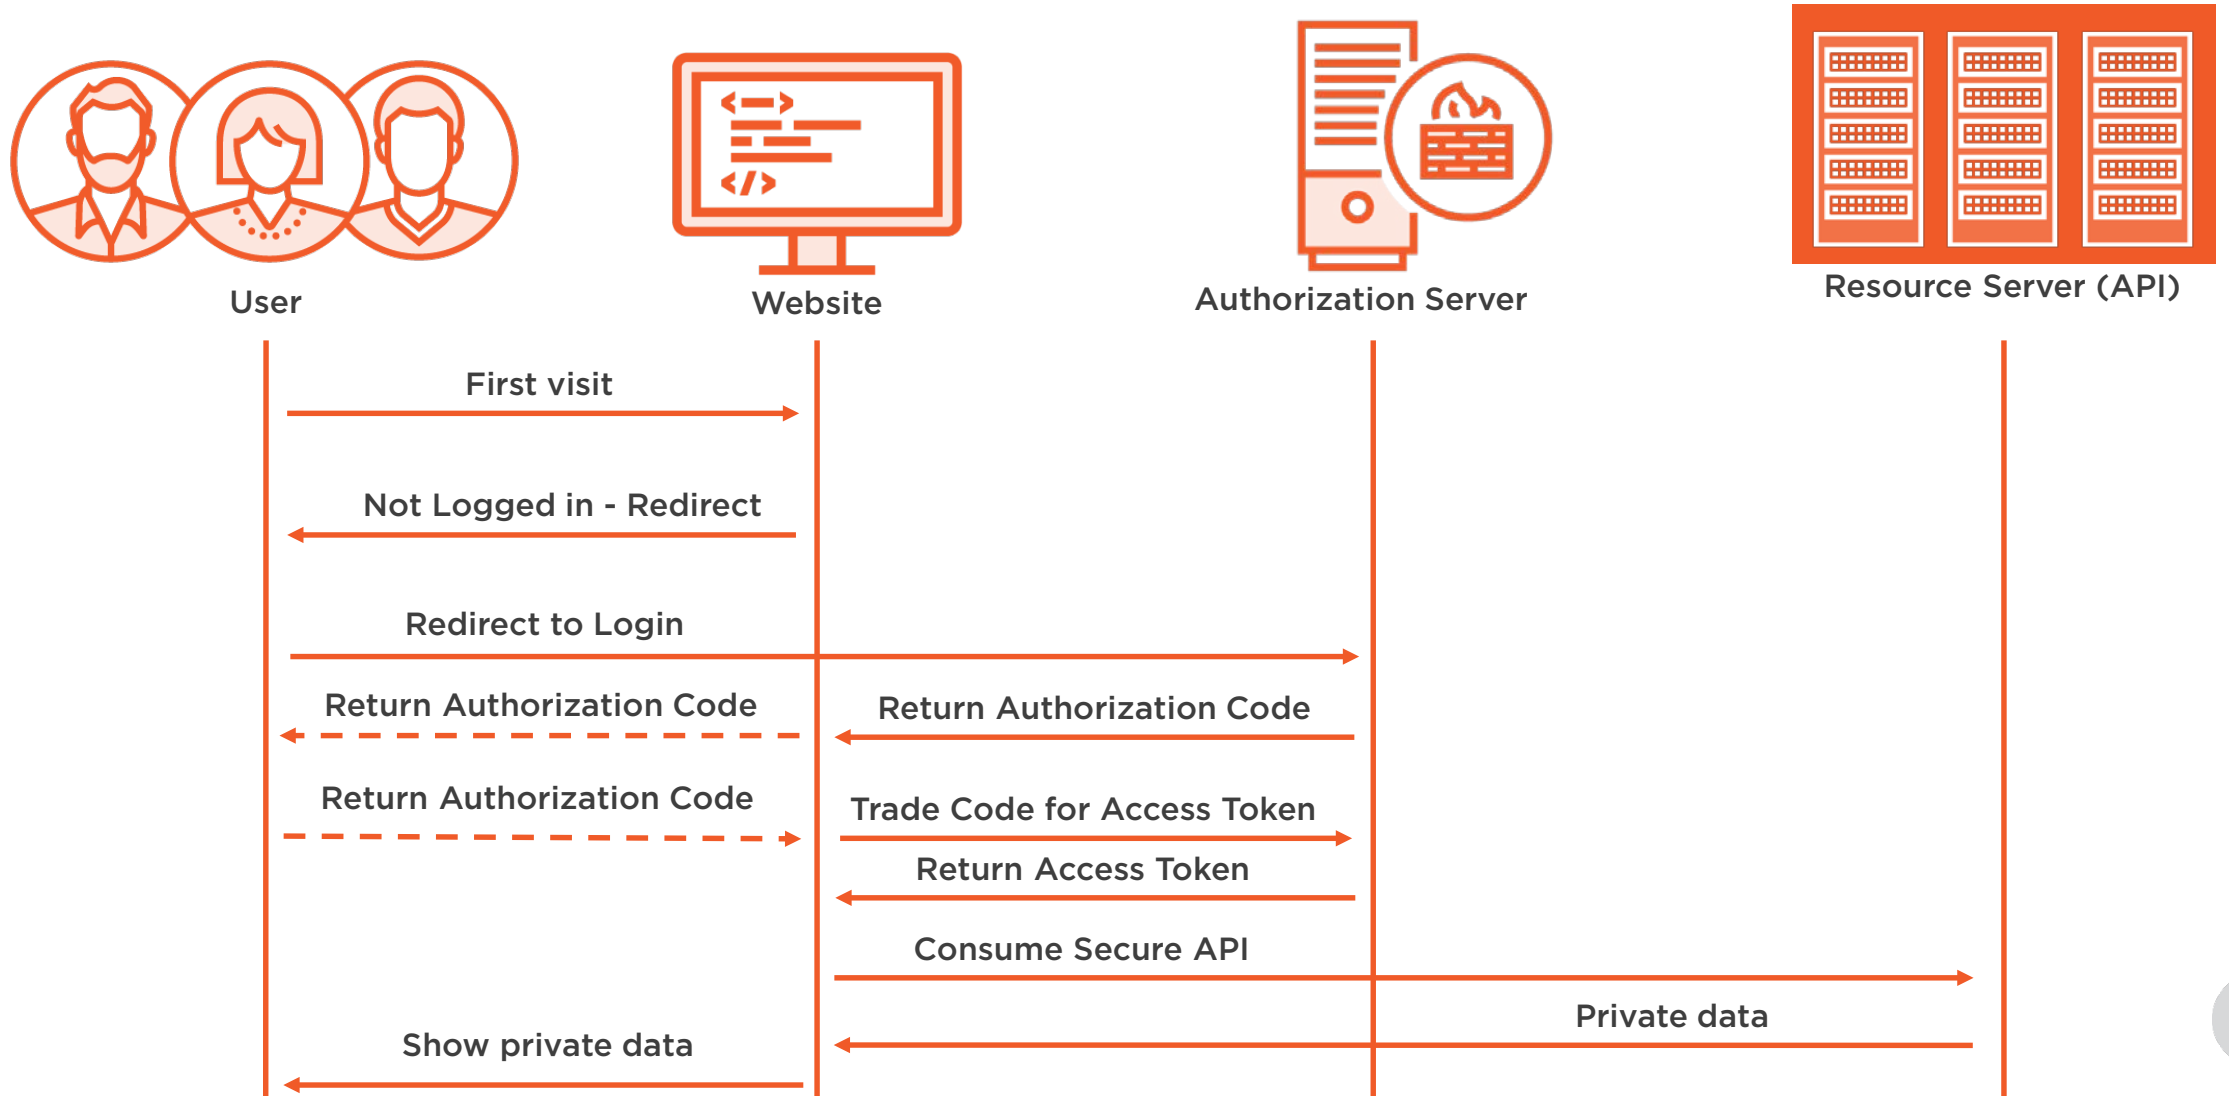 User
Website
Authorization Server
Resource Server (API)
First visit
Not Logged in - Redirect
Redirect to Login
Return Authorization Code
Return Authorization Code
Return Authorization Code
Trade Code for Access Token
Return Access Token
Consume Secure API
Private data
Show private data